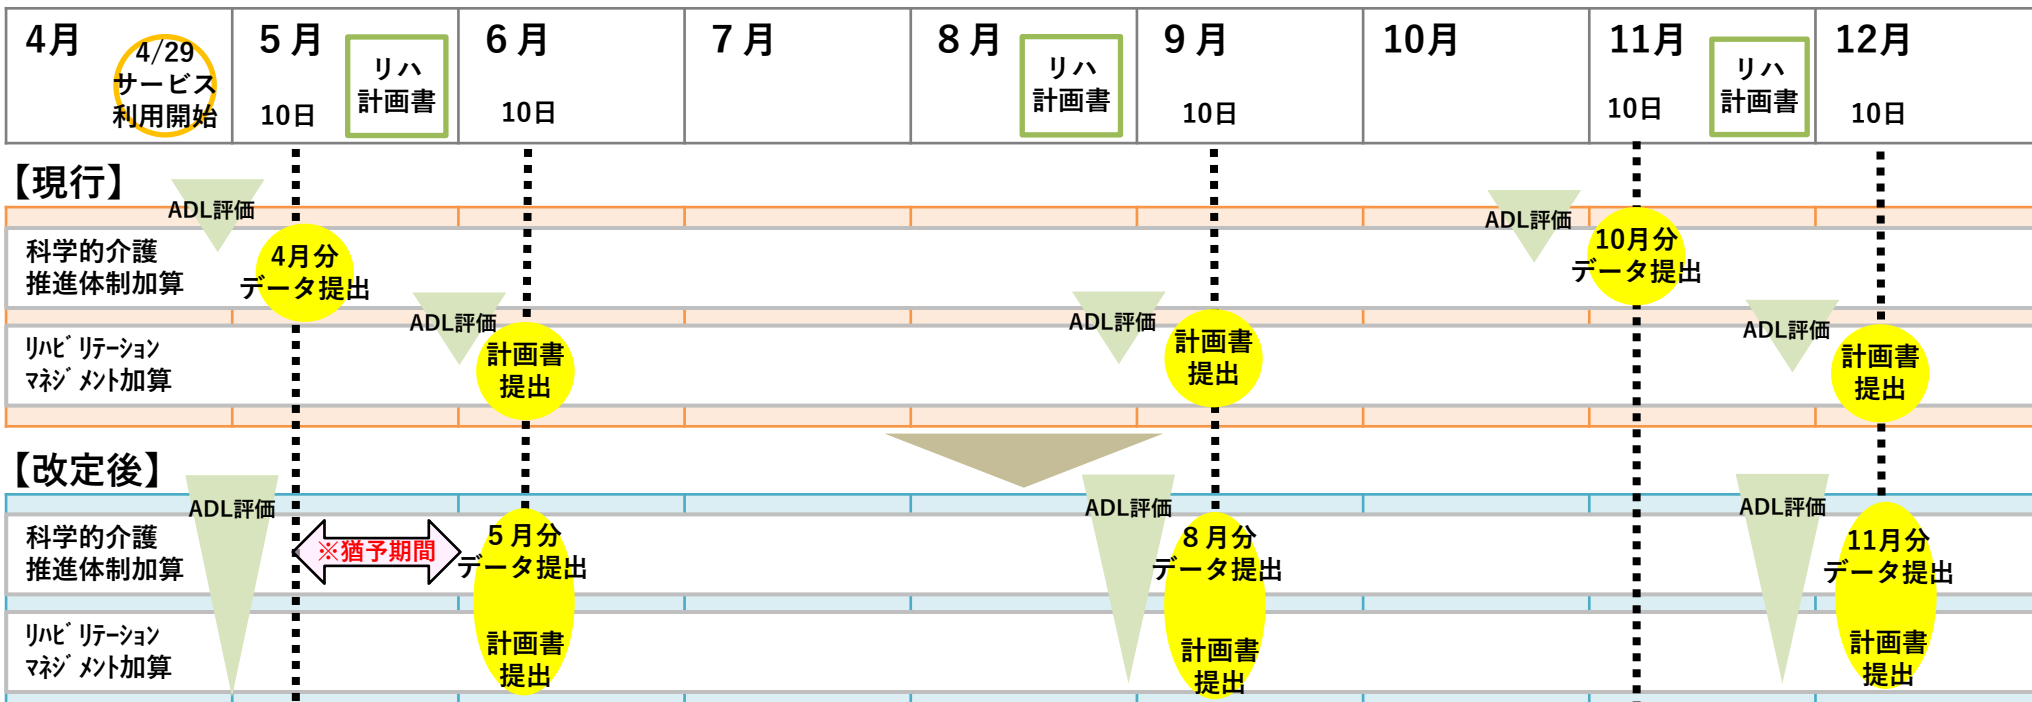 4月
4/29
サービス
利用開始
５月
10日
リハ
計画書
６月
10日
７月
８月
リハ
計画書
９月
10日
10月
11月
10日
リハ
計画書
12月
10日
【現行】
ADL評価
ADL評価
科学的介護
推進体制加算
4月分
データ提出
10月分
データ提出
ADL評価
ADL評価
ADL評価
ﾘﾊﾋﾞﾘﾃｰｼｮﾝ
ﾏﾈｼﾞﾒﾝﾄ加算
計画書
提出
計画書
提出
計画書
提出
【改定後】
ADL評価
ADL評価
ADL評価
科学的介護
推進体制加算
※猶予期間
５月分
データ提出
８月分
データ提出
11月分
データ提出
ﾘﾊﾋﾞﾘﾃｰｼｮﾝ
ﾏﾈｼﾞﾒﾝﾄ加算
計画書
提出
計画書
提出
計画書
提出